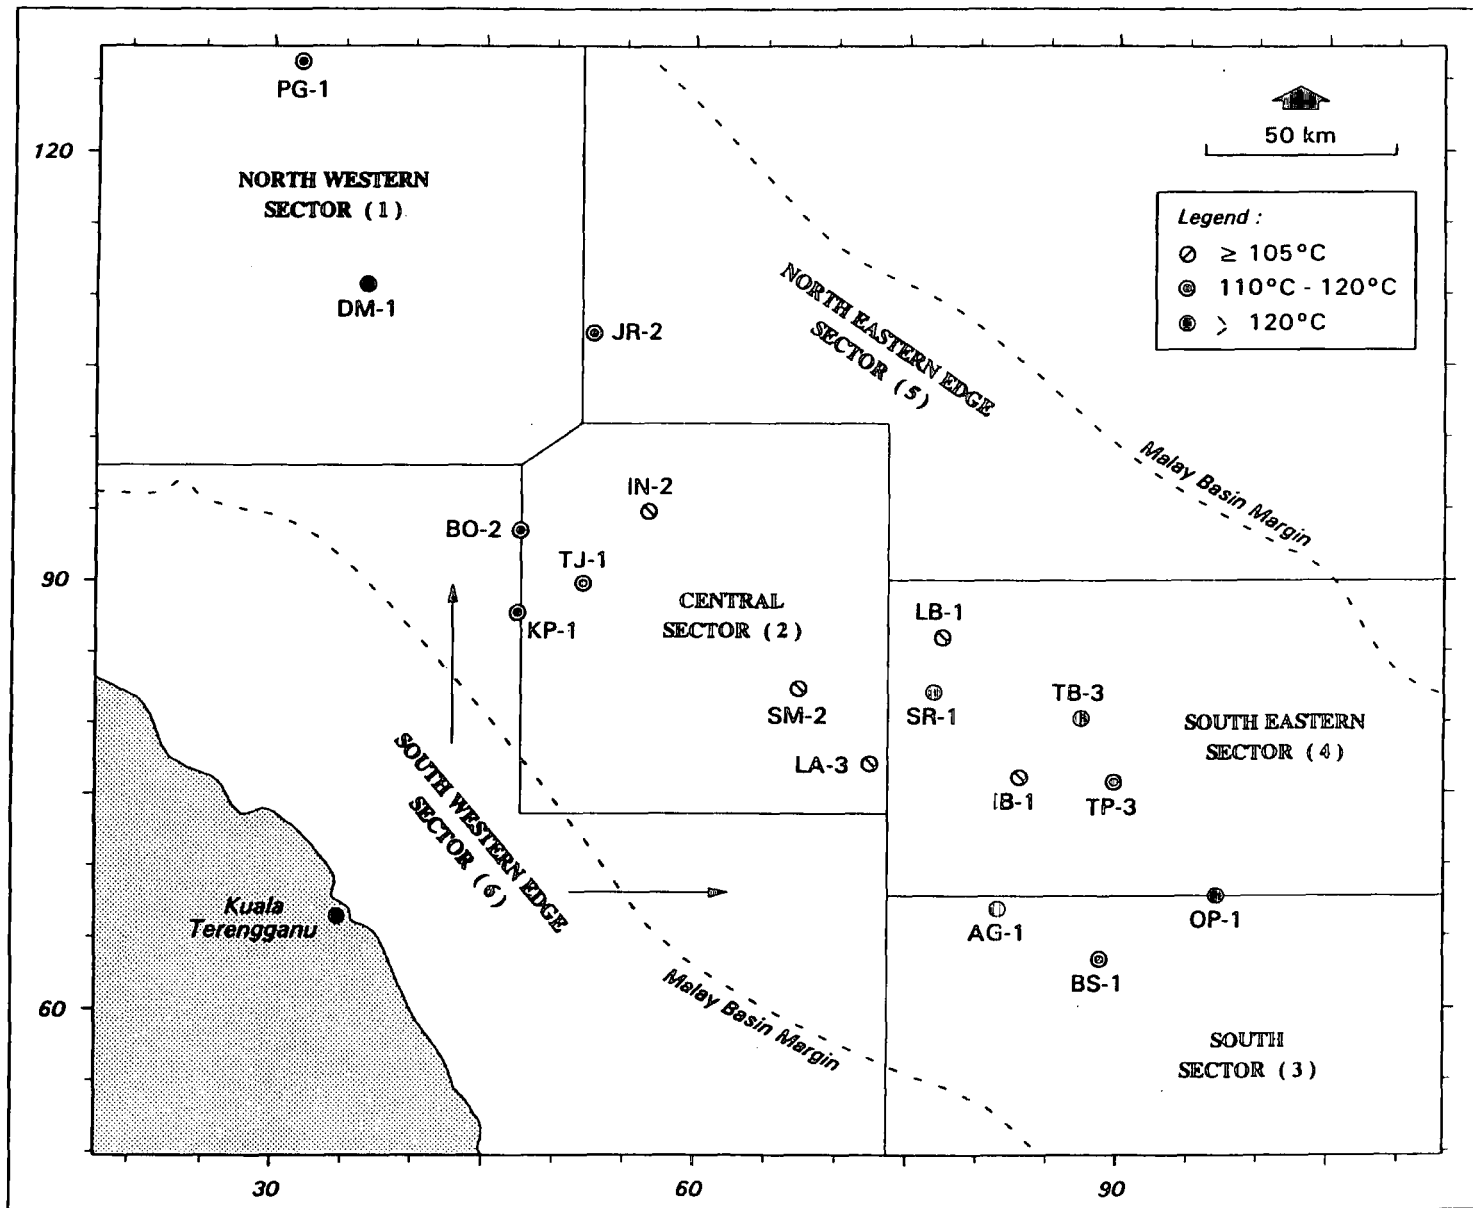 PG-1
120
50 km
NORTH WESTERN
SECTOR (1)
Legend :
≥ 105°C
110°C - 120°C
> 120°C
DM-1
JR-2
NORTH EASTERN EDGE
SECTOR (5)
Malay Basin Margin
IN-2
BO-2
TJ-1
90
KP-1
CENTRAL
SECTOR (2)
LB-1
SM-2
SR-1
TB-3
SOUTH EASTERN
SECTOR (4)
LA-3
IB-1
TP-3
SOUTH WESTERN EDGE
SECTOR (6)
Kuala
Terengganu
AG-1
OP-1
BS-1
60
Malay Basin Margin
SOUTH
SECTOR (3)
30
60
90